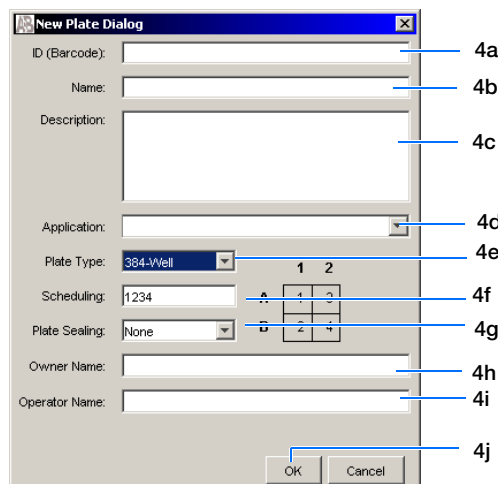 AB New Plate Dialog
ID (Barcode): 4a
Name: 4b
Description: 4c
Application: 4d
Plate Type: 384-Well 4e
1 2
Scheduling: 1234 A 1 3 4f
Plate Sealing: None B 2 4 4g
Owner Name: 4h
Operator Name: 4i
4j
OK Cancel